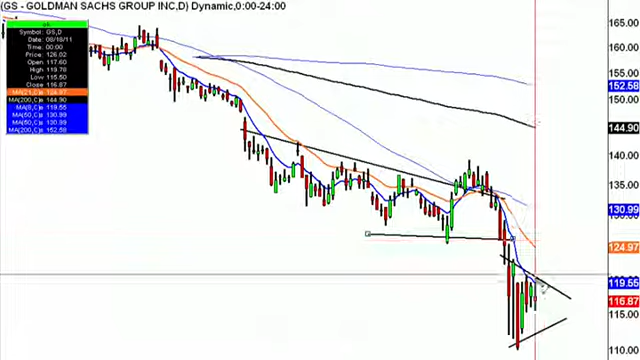 (GS - GOLDMAN SACHS GROUP INC,D) Dynamic,0:00-24:00
Symbol: GS,D
Date: 08/18/11
Time: 00:00
Price: 126.02
Open: 117.60
High: 119.78
Low: 115.50
Close: 116.87
MA(200,C)s 144.90
MA(50,C)s 130.99
MA(50,C)s 130.99
MA(200,C)s 152.58
165.00
160.00
155.00
152.58
150.00
144.90
140.00
135.00
130.99
124.97
119.55
116.87
115.00
110.00